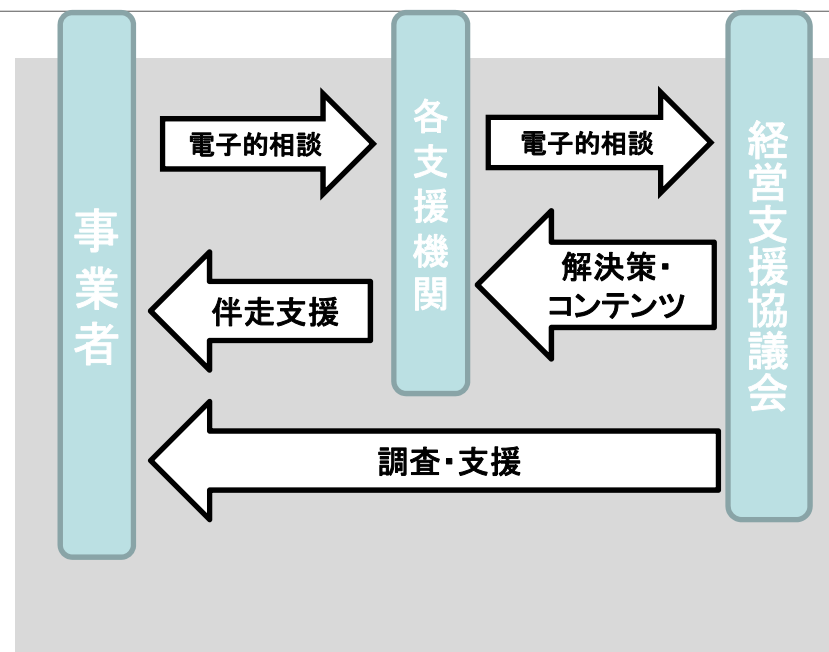 事業者
電子的相談
各支援機関
電子的相談
経営支援協議会
伴走支援
解決策・
コンテンツ
調査・支援